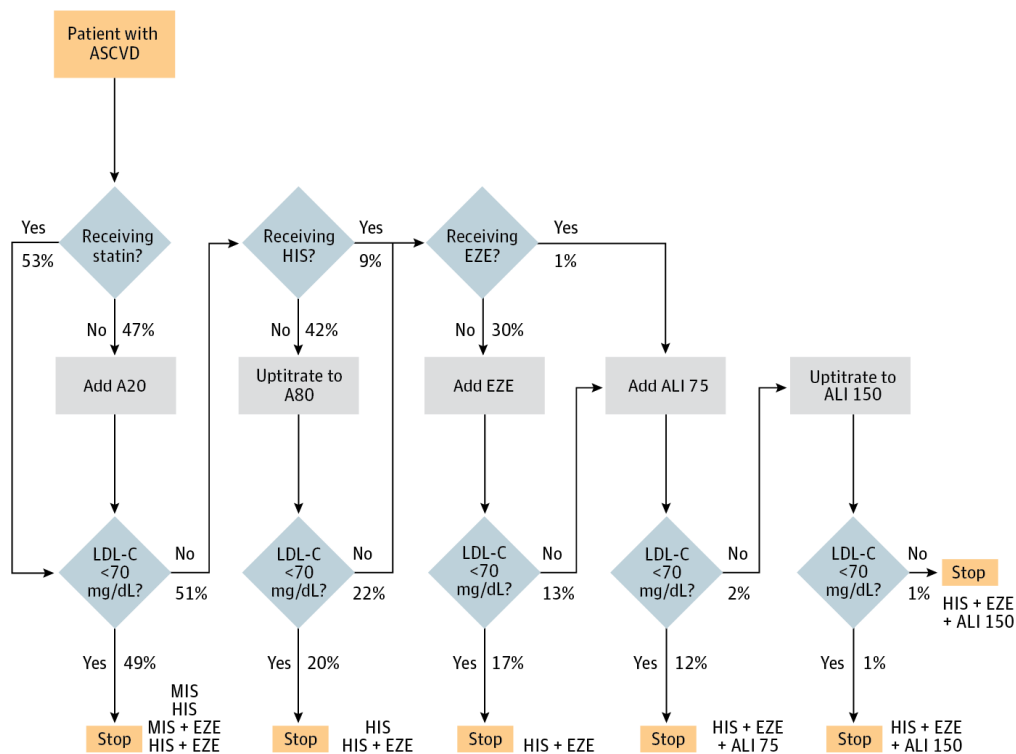 Patient with
ASCVD
Yes
53%
Receiving
statin?
No 47%
Add A20
LDL-C
<70
mg/dL?
No
51%
Yes 49%
Stop
MIS
HIS
MIS + EZE
HIS + EZE
Receiving
HIS?
Yes
9%
No 42%
Uptitrate to
A80
LDL-C
<70
mg/dL?
No
22%
Yes 20%
Stop
HIS
HIS + EZE
Receiving
EZE?
Yes
1%
No 30%
Add EZE
LDL-C
<70
mg/dL?
No
13%
Yes 17%
Stop
HIS + EZE
Add ALI 75
LDL-C
<70
mg/dL?
No
2%
Yes 12%
Stop
HIS + EZE
+ ALI 75
Uptitrate to
ALI 150
LDL-C
<70
mg/dL?
No
1%
Stop
HIS + EZE
+ ALI 150
Yes 1%
Stop
HIS + EZE
+ ALI 150